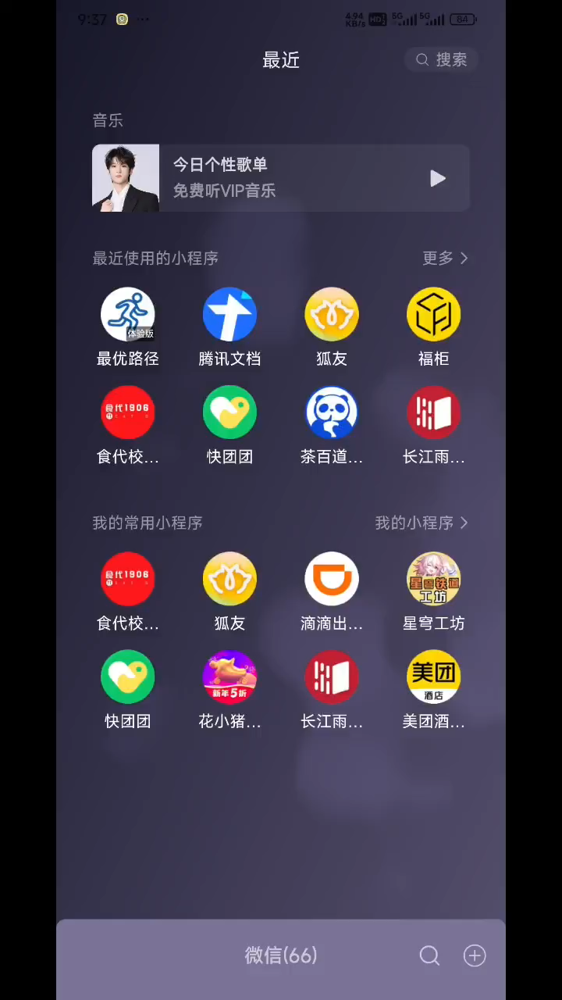 9:37 ··· 4.94 KB/s HD 5G 5G 84
最近
搜索
音乐
今日个性歌单
免费听VIP音乐
最近使用的小程序 更多
体验版
最优路径 腾讯文档 狐友 福柜
食代1906
食代校... 快团团 茶百道... 长江雨...
我的常用小程序 我的小程序
食代1906 星穹铁道
工坊
食代校... 狐友 滴滴出... 星穹工坊
新年5折 美团
酒店
快团团 花小猪... 长江雨... 美团酒...
微信(66)